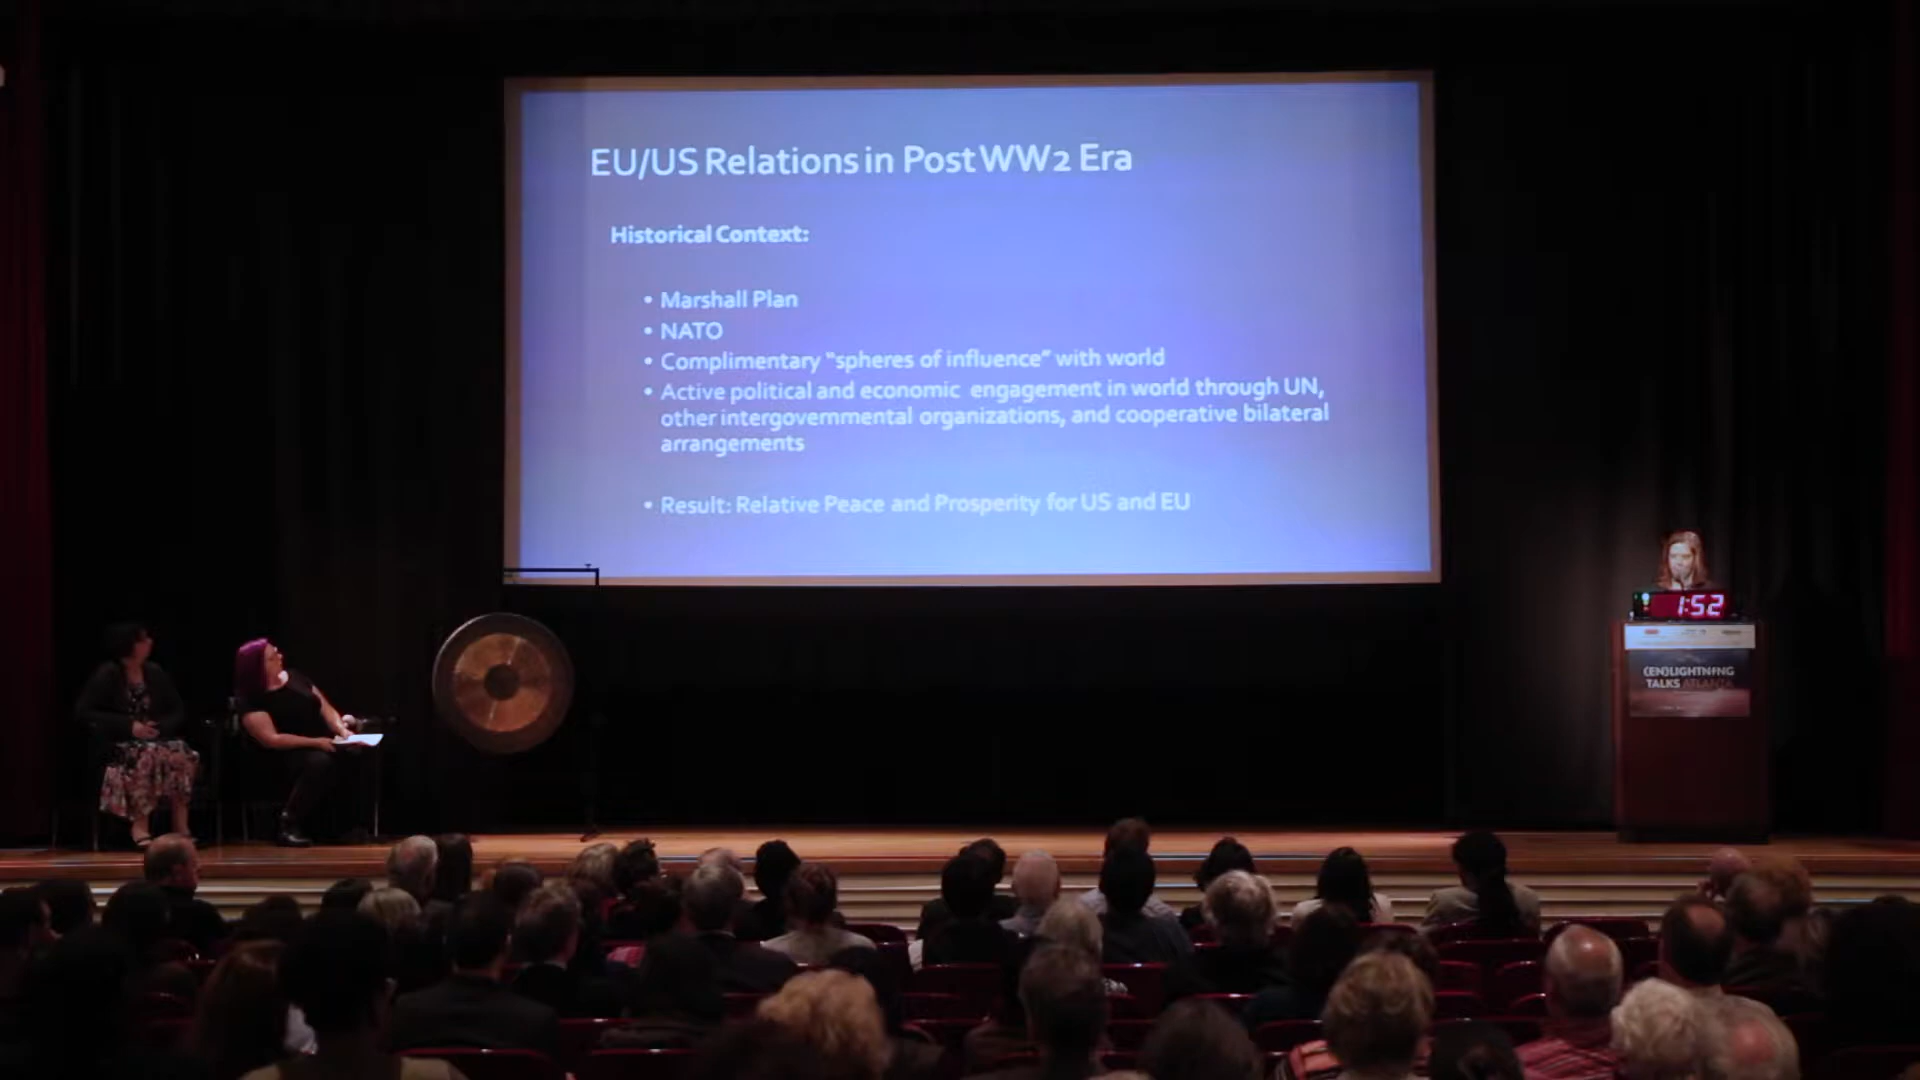 EU/US Relations in Post WW2 Era
Historical Context:
• Marshall Plan
• NATO
• Complimentary "spheres of influence" with world
• Active political and economic engagement in world through UN,
other intergovernmental organizations, and cooperative bilateral
arrangements
• Result: Relative Peace and Prosperity for US and EU
1:52
(EN)LIGHTNING
TALKS ATLANTA